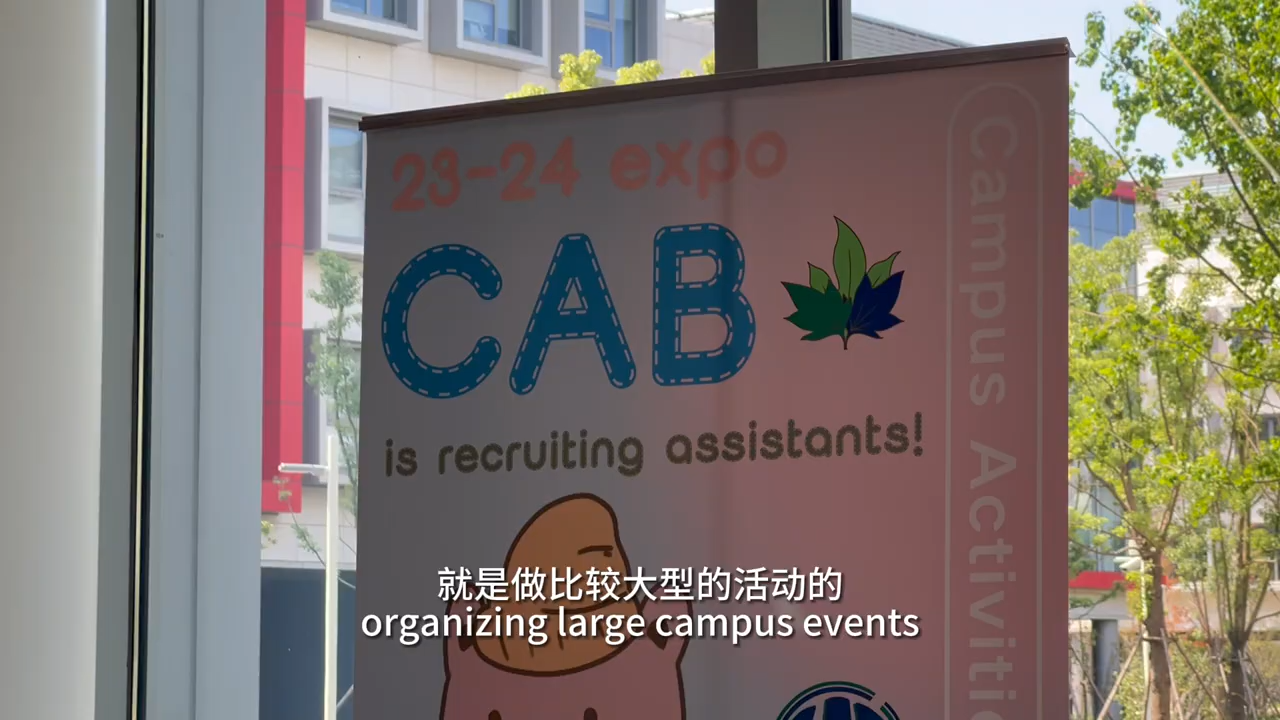 23-24 expo
CAB
is recruiting assistants!
Campus Activiti
就是做比较大型的活动的
organizing large campus events